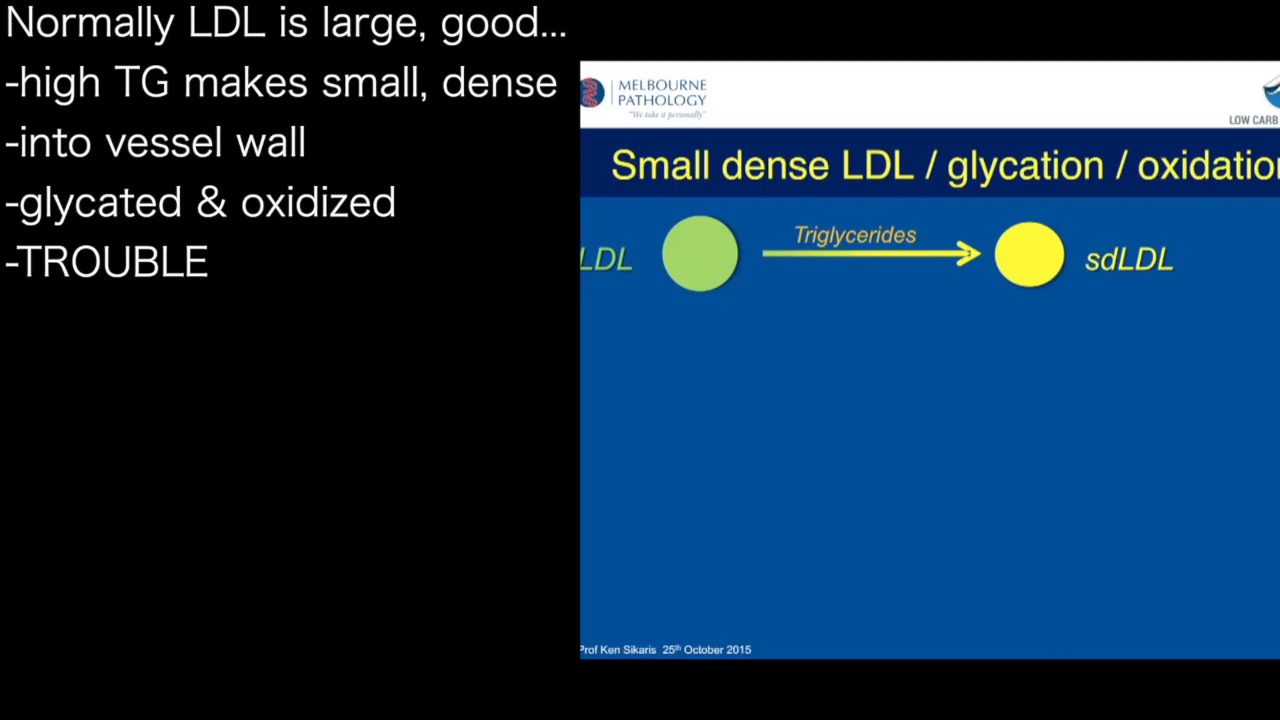 Normally LDL is large, good...
-high TG makes small, dense
-into vessel wall
-glycated & oxidized
-TROUBLE
MELBOURNE
PATHOLOGY
"We take it personally"
LOW CARB
Small dense LDL / glycation / oxidation
Triglycerides
LDL
sdLDL
Prof Ken Sikaris 25th October 2015